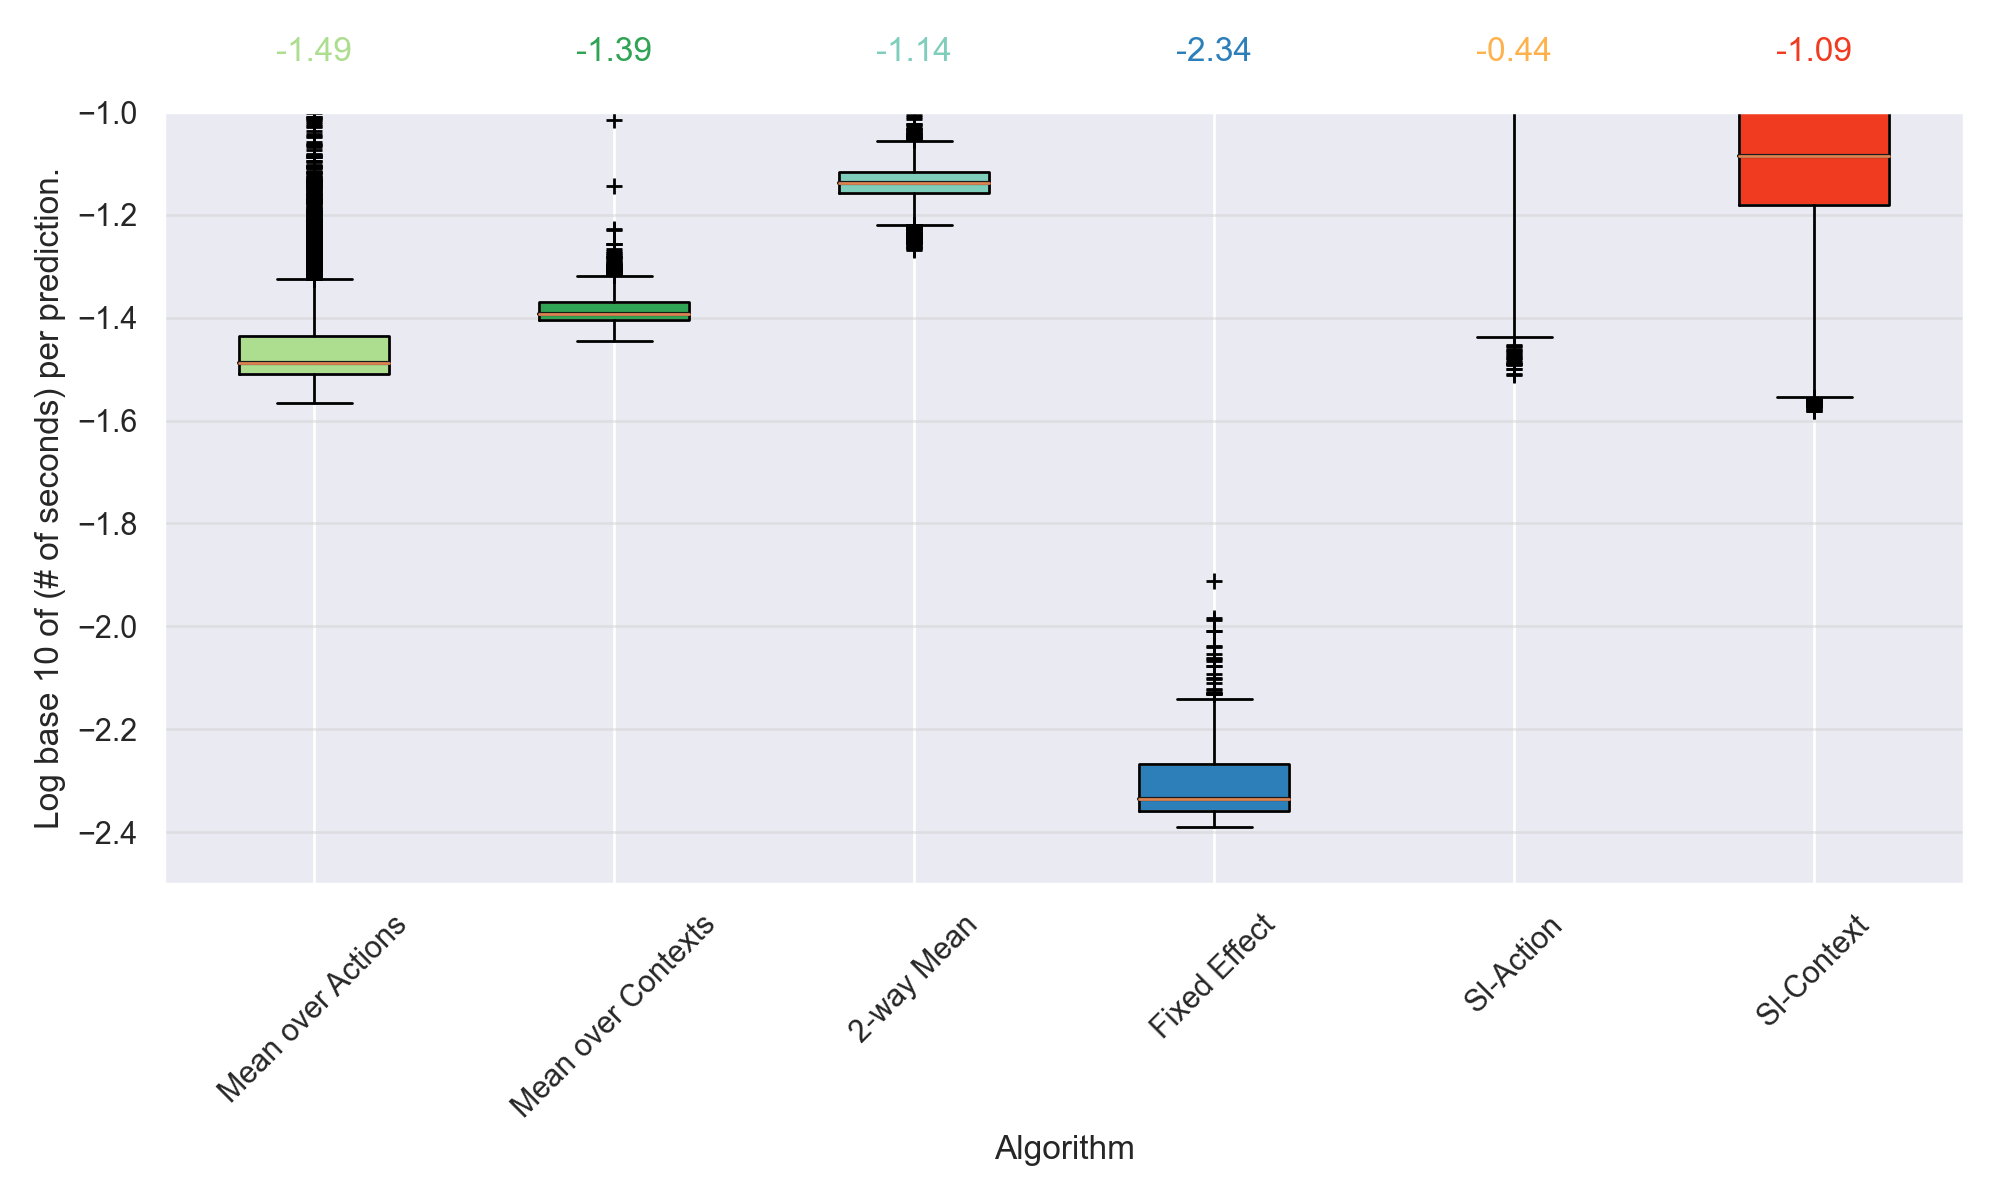 -1.49 -1.39 -1.14 -2.34 -0.44 -1.09
Log base 10 of (# of seconds) per prediction.
−1.0
−1.2
−1.4
−1.6
−1.8
−2.0
−2.2
−2.4
Mean over Actions
Mean over Contexts
2-way Mean
Fixed Effect
SI-Action
SI-Context
Algorithm